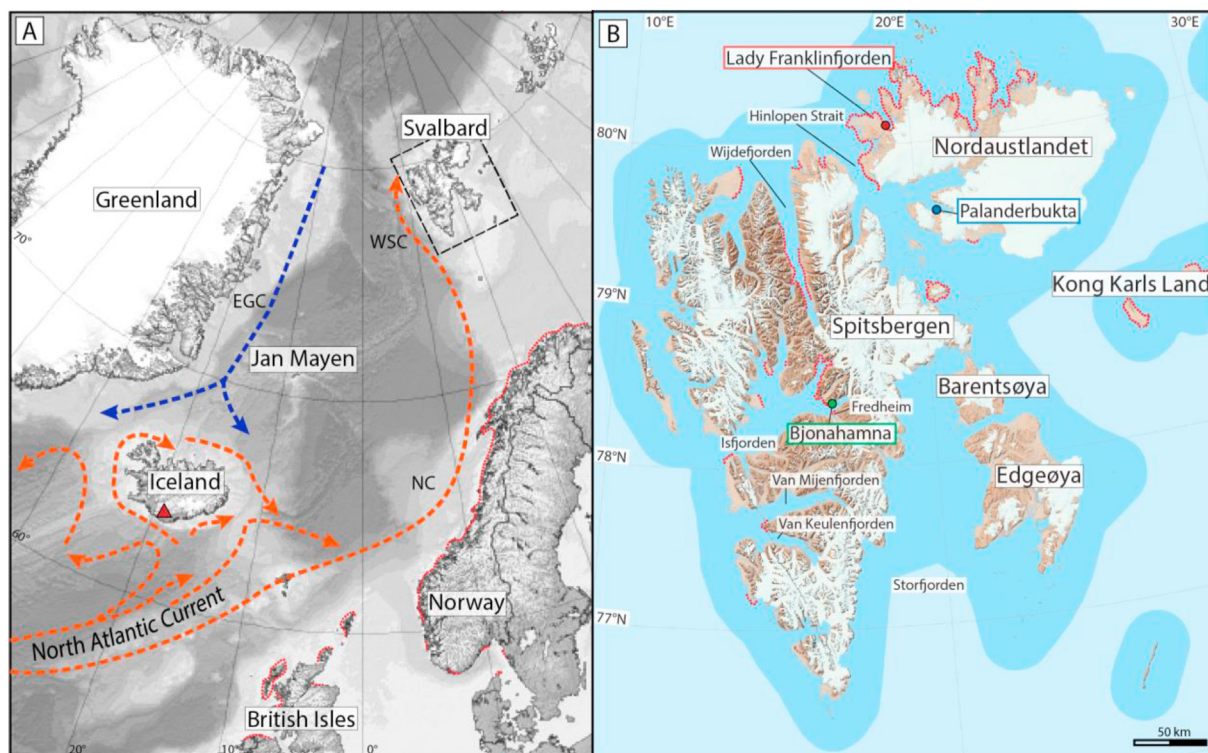 A
Svalbard
Greenland
70°
WSC
EGC
Jan Mayen
Iceland
NC
60°
North Atlantic Current
Norway
British Isles
20°
10°
0°
B
10°E
20°E
30°E
Lady Franklinfjorden
Hinlopen Strait
80°N
Wijdefjorden
Nordaustlandet
Palanderbukta
79°N
Kong Karls Land
Spitsbergen
Barentsøya
Fredheim
Bjonahamna
Isfjorden
78°N
Edgeøya
Van Mijenfjorden
Van Keulenfjorden
Storfjorden
77°N
50 km